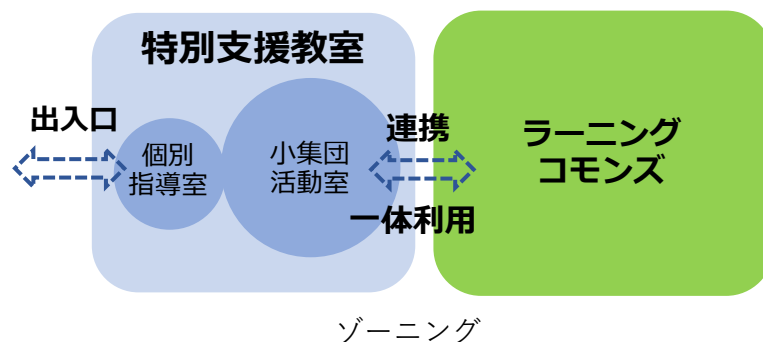 特別支援教室
出入口
個別
指導室
小集団
活動室
連携
一体利用
ラーニング
コモンズ
ゾーニング